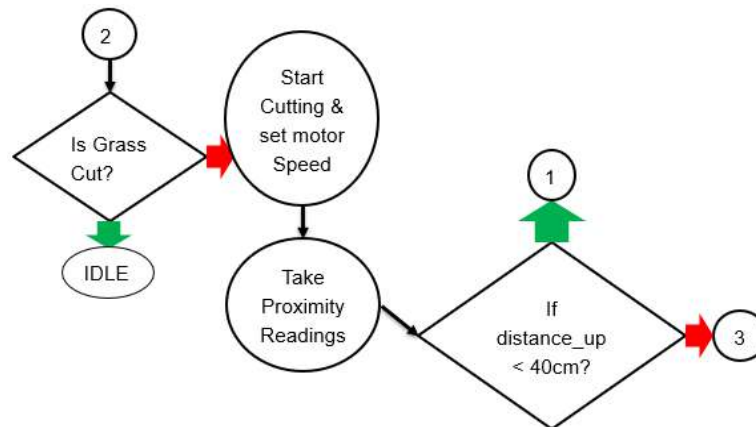 2
Is Grass
Cut?
IDLE
Start
Cutting &
set motor
Speed
Take
Proximity
Readings
1
If
distance_up
< 40cm?
3